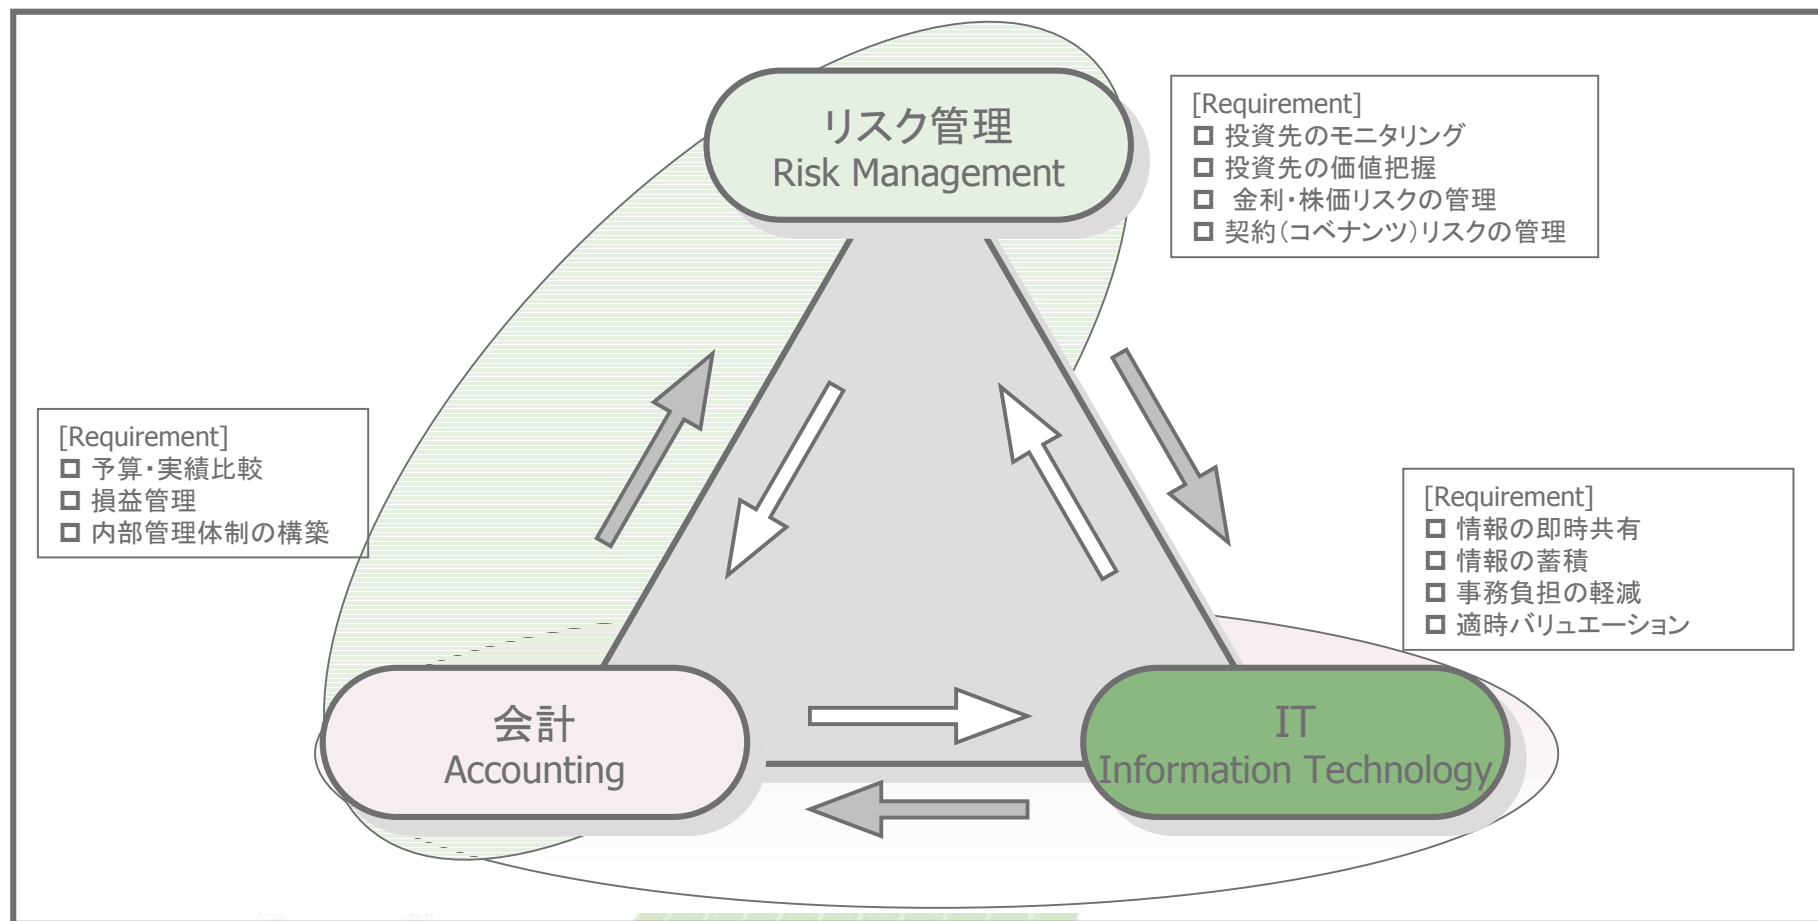 リスク管理
Risk Management
[Requirement]
投資先のモニタリング
投資先の価値把握
金利・株価リスクの管理
契約(コベナンツ)リスクの管理
[Requirement]
予算・実績比較
損益管理
内部管理体制の構築
[Requirement]
情報の即時共有
情報の蓄積
事務負担の軽減
適時バリュエーション
会計
Accounting
IT
Information Technology